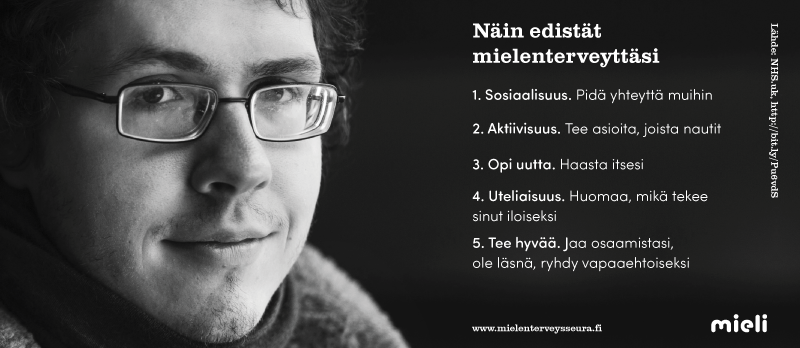 Näin edistät
mielenterveyttäsi
1. Sosiaalisuus. Pidä yhteyttä muihin
2. Aktiivisuus. Tee asioita, joista nautit
3. Opi uutta. Haasta itsesi
4. Uteliaisuus. Huomaa, mikä tekee
sinut iloiseksi
5. Tee hyvää. Jaa osaamistasi,
ole läsnä, ryhdy vapaaehtoiseksi
www.mielenterveysseura.fi
mieli
Lähde: NHS.uk, http://bit.ly/Pu6vdS